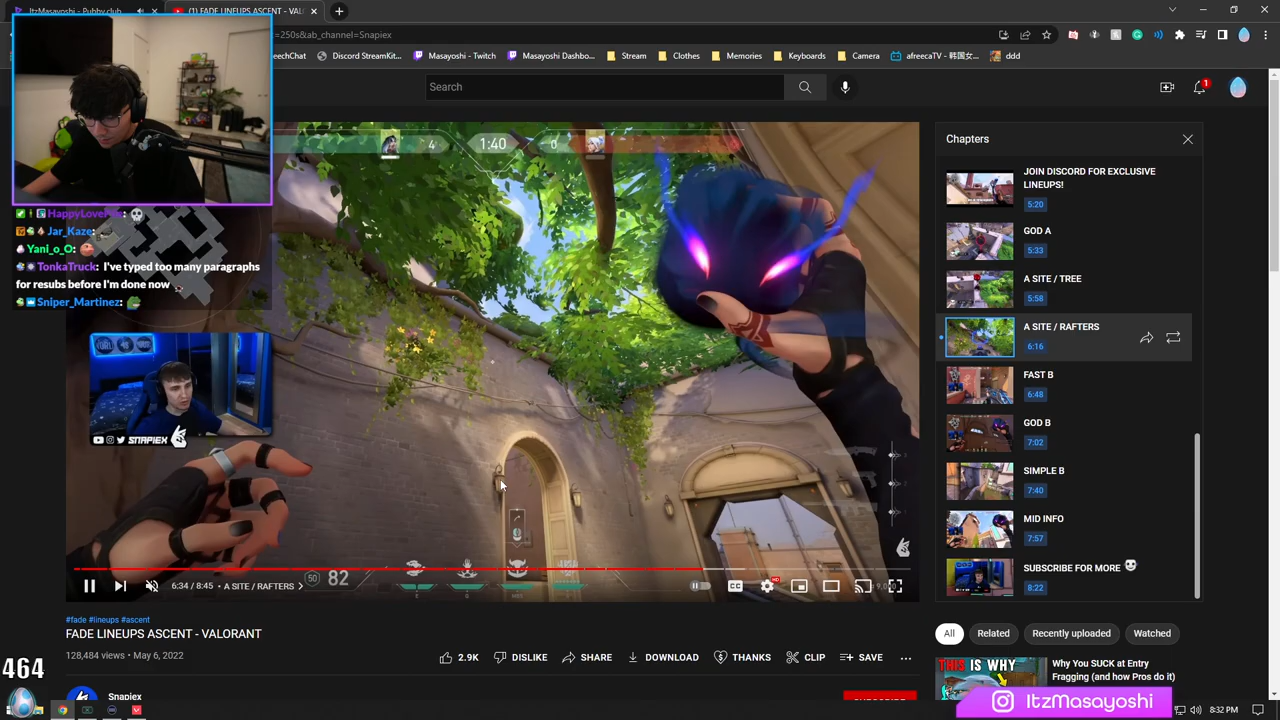 ItzMasayoshi - Pubby.club
(1) FADE LINEUPS ASCENT - VAL
=250s&ab_channel=Snapiex
eechChat
Discord StreamKit...
Masayoshi - Twitch
Masayoshi Dashbo...
Stream
Clothes
Memories
Keyboards
Camera
ddd
Search
1
4
1:40
0
HappyLove
Jar_Kaze:
Yani_o_O:
TonkaTruck: I've typed too many paragraphs
for resubs before I'm done now
Sniper_Martinez:
SNAPIEX
50
82
6:34 / 8:45 • A SITE / RAFTERS
CC
HD
Chapters
JOIN DISCORD FOR EXCLUSIVE
LINEUPS!
5:20
GOD A
5:33
A SITE / TREE
5:58
A SITE / RAFTERS
6:16
FAST B
6:48
GOD B
7:02
SIMPLE B
7:40
MID INFO
7:57
SUBSCRIBE FOR MORE
8:22
#fade #lineups #ascent
FADE LINEUPS ASCENT - VALORANT
128,484 views • May 6, 2022
2.9K
DISLIKE
SHARE
DOWNLOAD
THANKS
CLIP
SAVE
Snapiex
All
Related
Recently uploaded
Watched
THIS IS WHY
Why You SUCK at Entry
Fragging (and how Pros do it)
464
ItzMasayoshi
8:32 PM